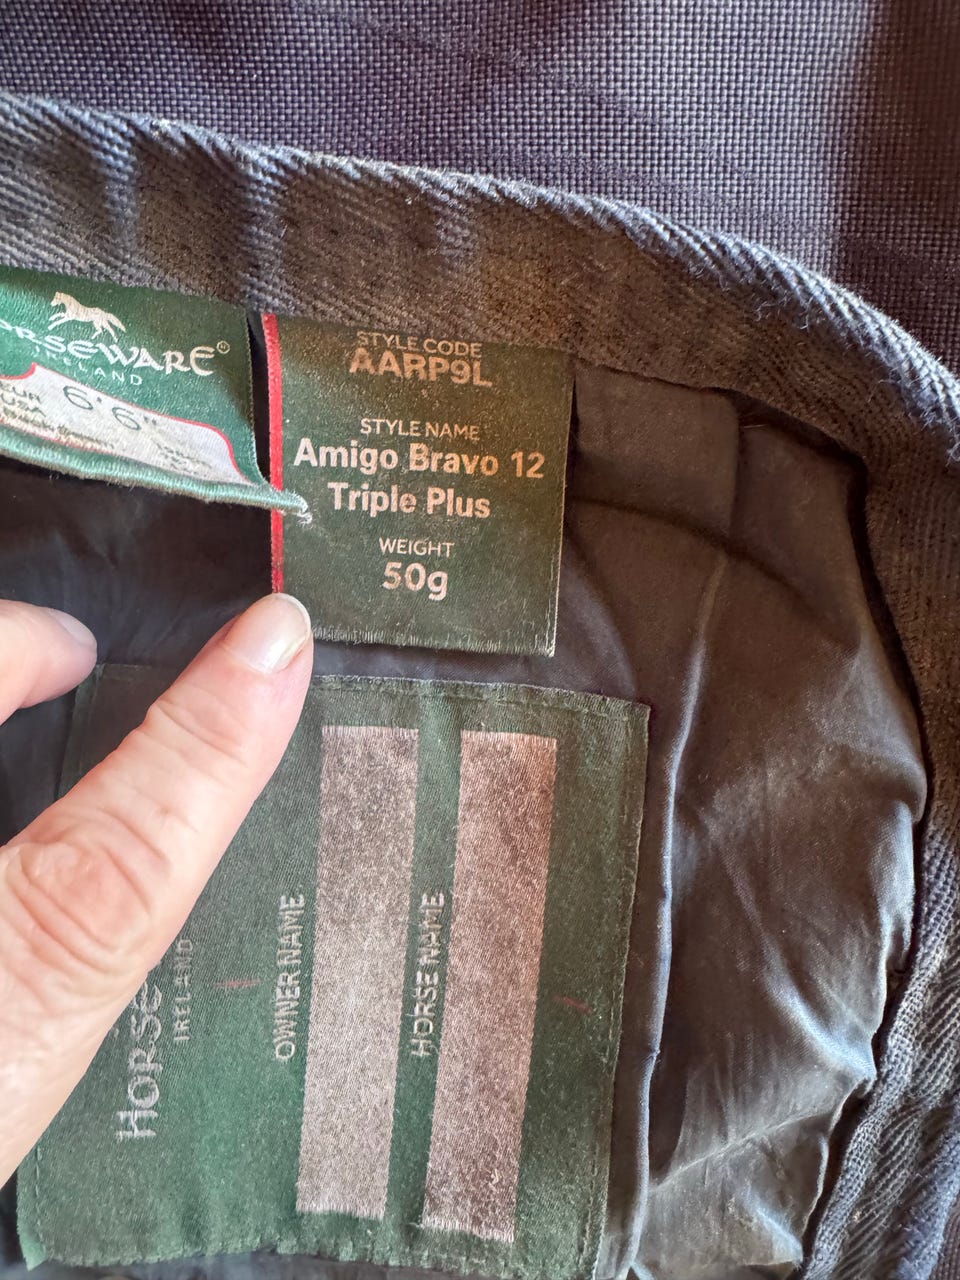 HORSEWARE®
IRELAND
6'6"
STYLE CODE
AARP9L
STYLE NAME
Amigo Bravo 12
Triple Plus
WEIGHT
50g
HORSE
IRELAND
OWNER NAME
HORSE NAME